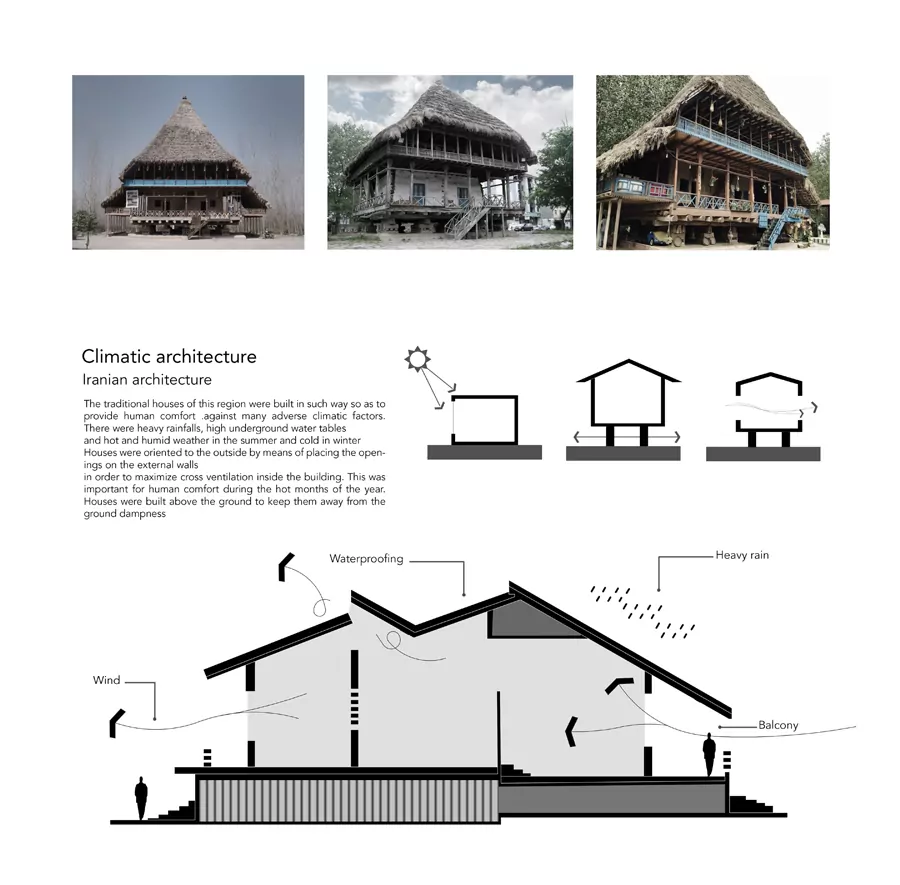 Climatic architecture
Iranian architecture
The traditional houses of this region were built in such way so as to
provide human comfort .against many adverse climatic factors.
There were heavy rainfalls, high underground water tables
and hot and humid weather in the summer and cold in winter
Houses were oriented to the outside by means of placing the open-
ings on the external walls
in order to maximize cross ventilation inside the building. This was
important for human comfort during the hot months of the year.
Houses were built above the ground to keep them away from the
ground dampness
Waterproofing
Heavy rain
Wind
Balcony